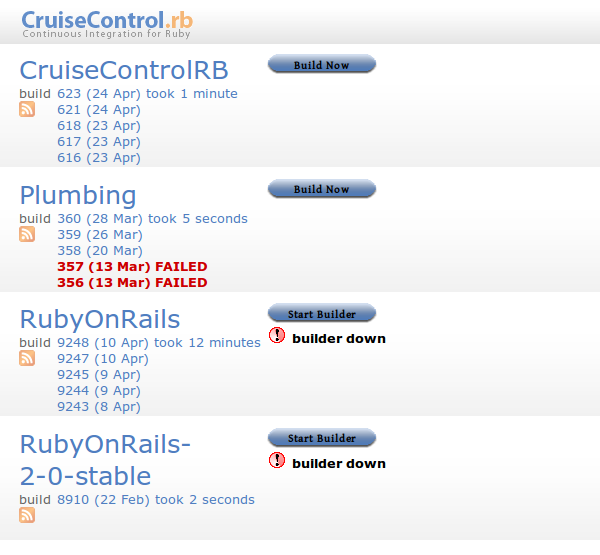 CruiseControl.rb
Continuous Integration for Ruby
CruiseControlRB
Build Now
build 623 (24 Apr) took 1 minute
621 (24 Apr)
618 (23 Apr)
617 (23 Apr)
616 (23 Apr)
Plumbing
Build Now
build 360 (28 Mar) took 5 seconds
359 (26 Mar)
358 (20 Mar)
357 (13 Mar) FAILED
356 (13 Mar) FAILED
RubyOnRails
Start Builder
builder down
build 9248 (10 Apr) took 12 minutes
9247 (10 Apr)
9245 (9 Apr)
9244 (9 Apr)
9243 (8 Apr)
RubyOnRails-
2-0-stable
Start Builder
builder down
build 8910 (22 Feb) took 2 seconds